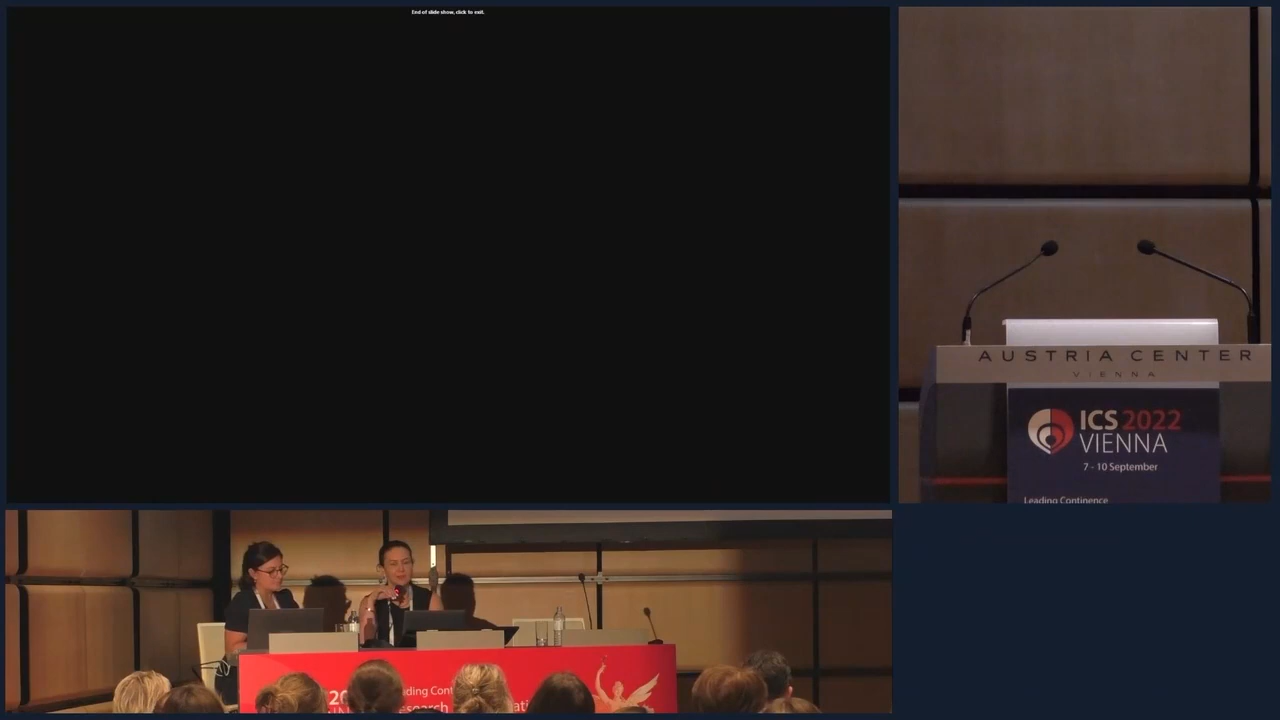 End of slide show, click to exit.
AUSTRIA CENTER
VIENNA
ICS 2022
VIENNA
7 - 10 September
Leading Continence